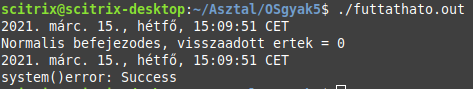 scitrix@scitrix-desktop:~/Asztal/OSgyak5$ ./futtathato.out
2021. márc. 15., hétfő, 15:09:51 CET
Normalis befejezodes, visszaadott ertek = 0
2021. márc. 15., hétfő, 15:09:51 CET
system()error: Success